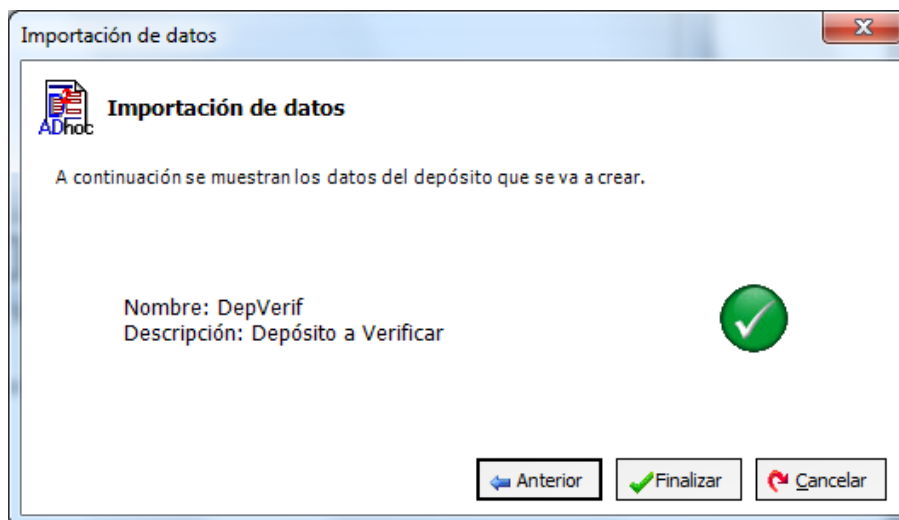 Importación de datos
ADhoc
Importación de datos
A continuación se muestran los datos del depósito que se va a crear.
Nombre: DepVerif
Descripción: Depósito a Verificar
Anterior
Finalizar
Cancelar